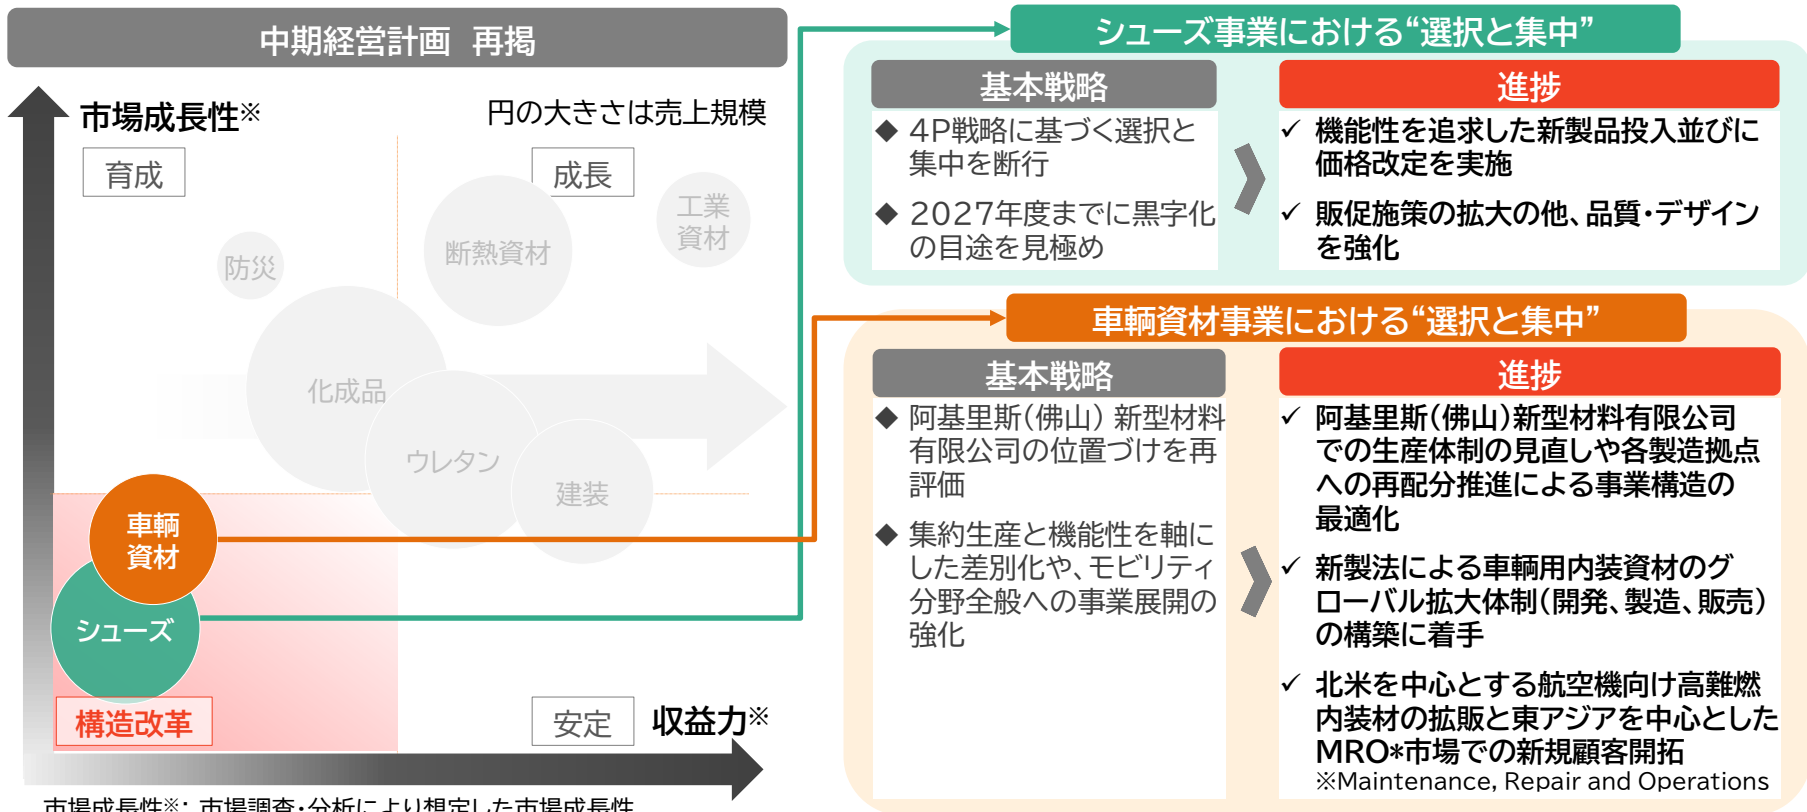 中期経営計画 再掲
市場成長性※
円の大きさは売上規模
育成
成長
防災
断熱資材
工業
資材
化成品
ウレタン
建装
車輌
資材
シューズ
構造改革
安定
収益力※
市場成長性※: 市場調査・分析により想定した市場成長性
シューズ事業における“選択と集中”
基本戦略
◆ 4P戦略に基づく選択と
集中を断行
◆ 2027年度までに黒字化
の目途を見極め
進捗
✓ 機能性を追求した新製品投入並びに
価格改定を実施
✓ 販促施策の拡大の他、品質・デザイン
を強化
車輌資材事業における“選択と集中”
基本戦略
◆ 阿基里斯(佛山) 新型材料
有限公司の位置づけを再
評価
◆ 集約生産と機能性を軸に
した差別化や、モビリティ
分野全般への事業展開の
強化
進捗
✓ 阿基里斯(佛山)新型材料有限公司
での生産体制の見直しや各製造拠点
への再配分推進による事業構造の
最適化
✓ 新製法による車輌用内装資材のグ
ローバル拡大体制(開発、製造、販売)
の構築に着手
✓ 北米を中心とする航空機向け高難燃
内装材の拡販と東アジアを中心とした
MRO*市場での新規顧客開拓
※Maintenance, Repair and Operations